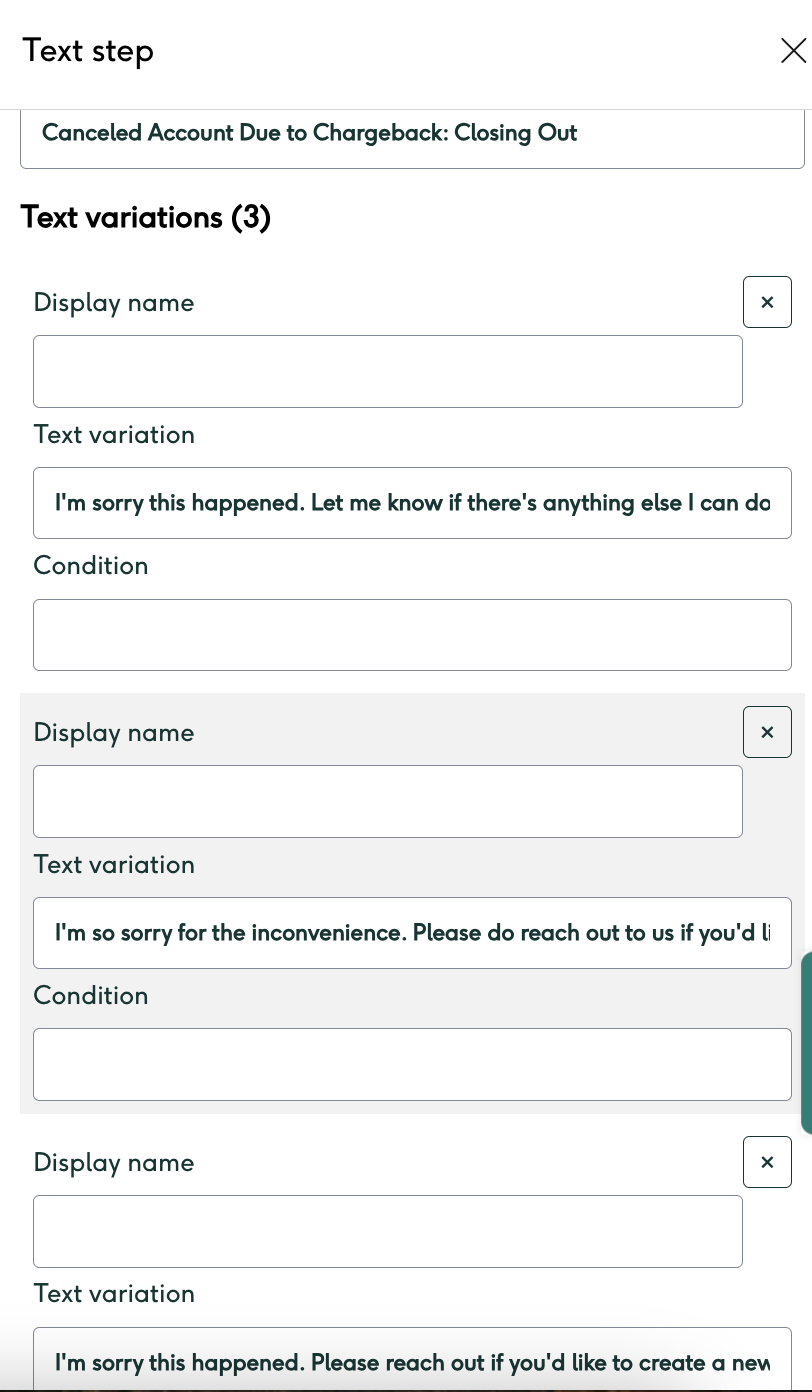 Text step
Canceled Account Due to Chargeback: Closing Out
Text variations (3)
Display name
Text variation
I'm sorry this happened. Let me know if there's anything else I can do
Condition
Display name
Text variation
I'm so sorry for the inconvenience. Please do reach out to us if you'd
Condition
Display name
Text variation
I'm sorry this happened. Please reach out if you'd like to create a new